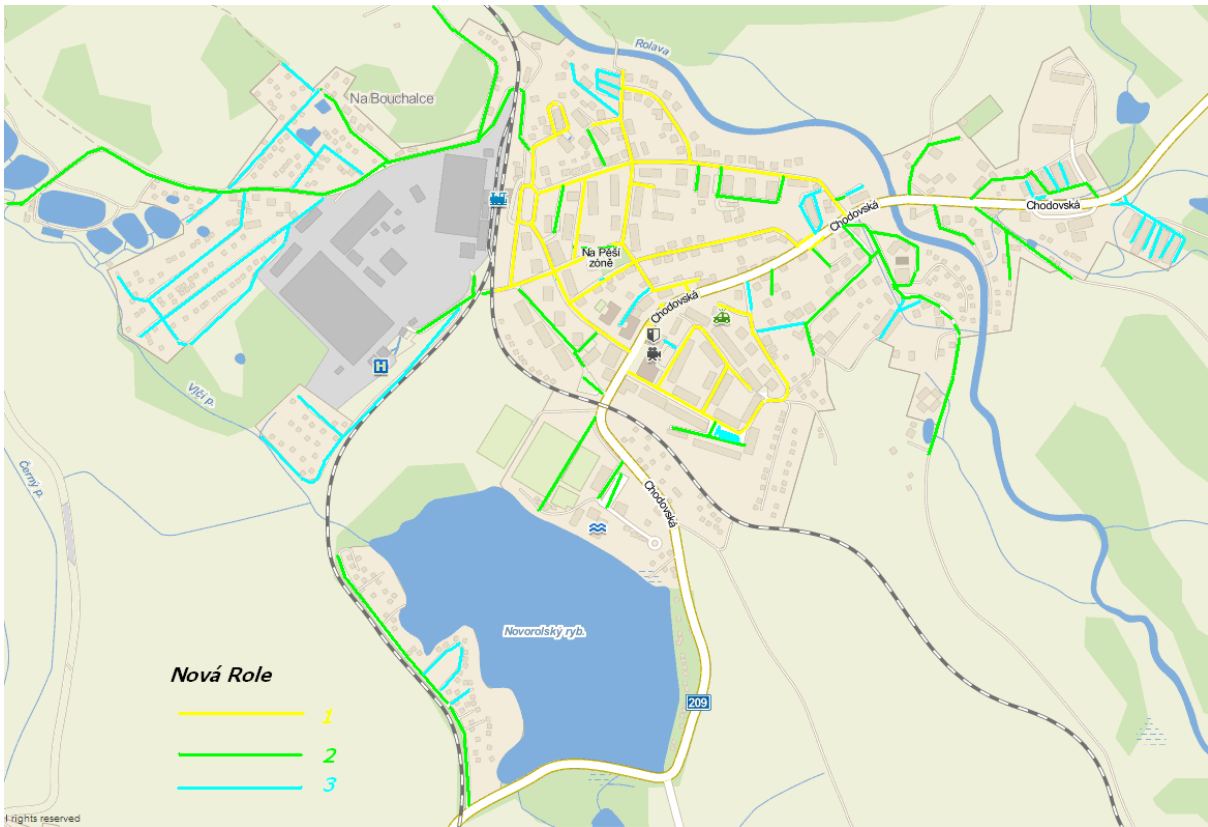 Rolava
Na Bouchalce
Chodovská
Chodovská
Na Pěší
zóně
Chodovská
H
Vlčí p.
Černý p.
Chodovská
Novorolský ryb.
Nová Role
209
1
2
3
rights reserved